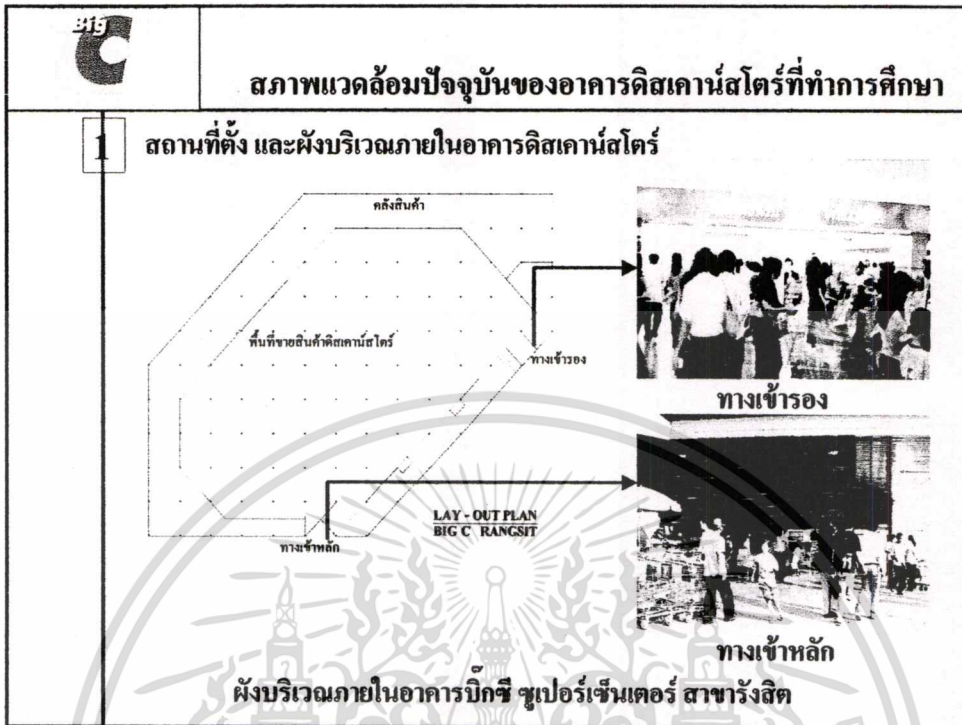 Big
C
สภาพแวดล้อมปัจจุบันของอาคารดิสเคาน์สโตร์ที่ทำการศึกษา
1
สถานที่ตั้ง และผังบริเวณภายในอาคารดิสเคาน์สโตร์
คลังสินค้า
พื้นที่ขายสินค้าดิสเคาน์สโตร์
ทางเข้ารอง
ทางเข้ารอง
LAY - OUT PLAN
BIG C RANGSIT
ทางเข้าหลัก
ทางเข้าหลัก
ผังบริเวณภายในอาคารบิ๊กซี ซูเปอร์เซ็นเตอร์ สาขารังสิต